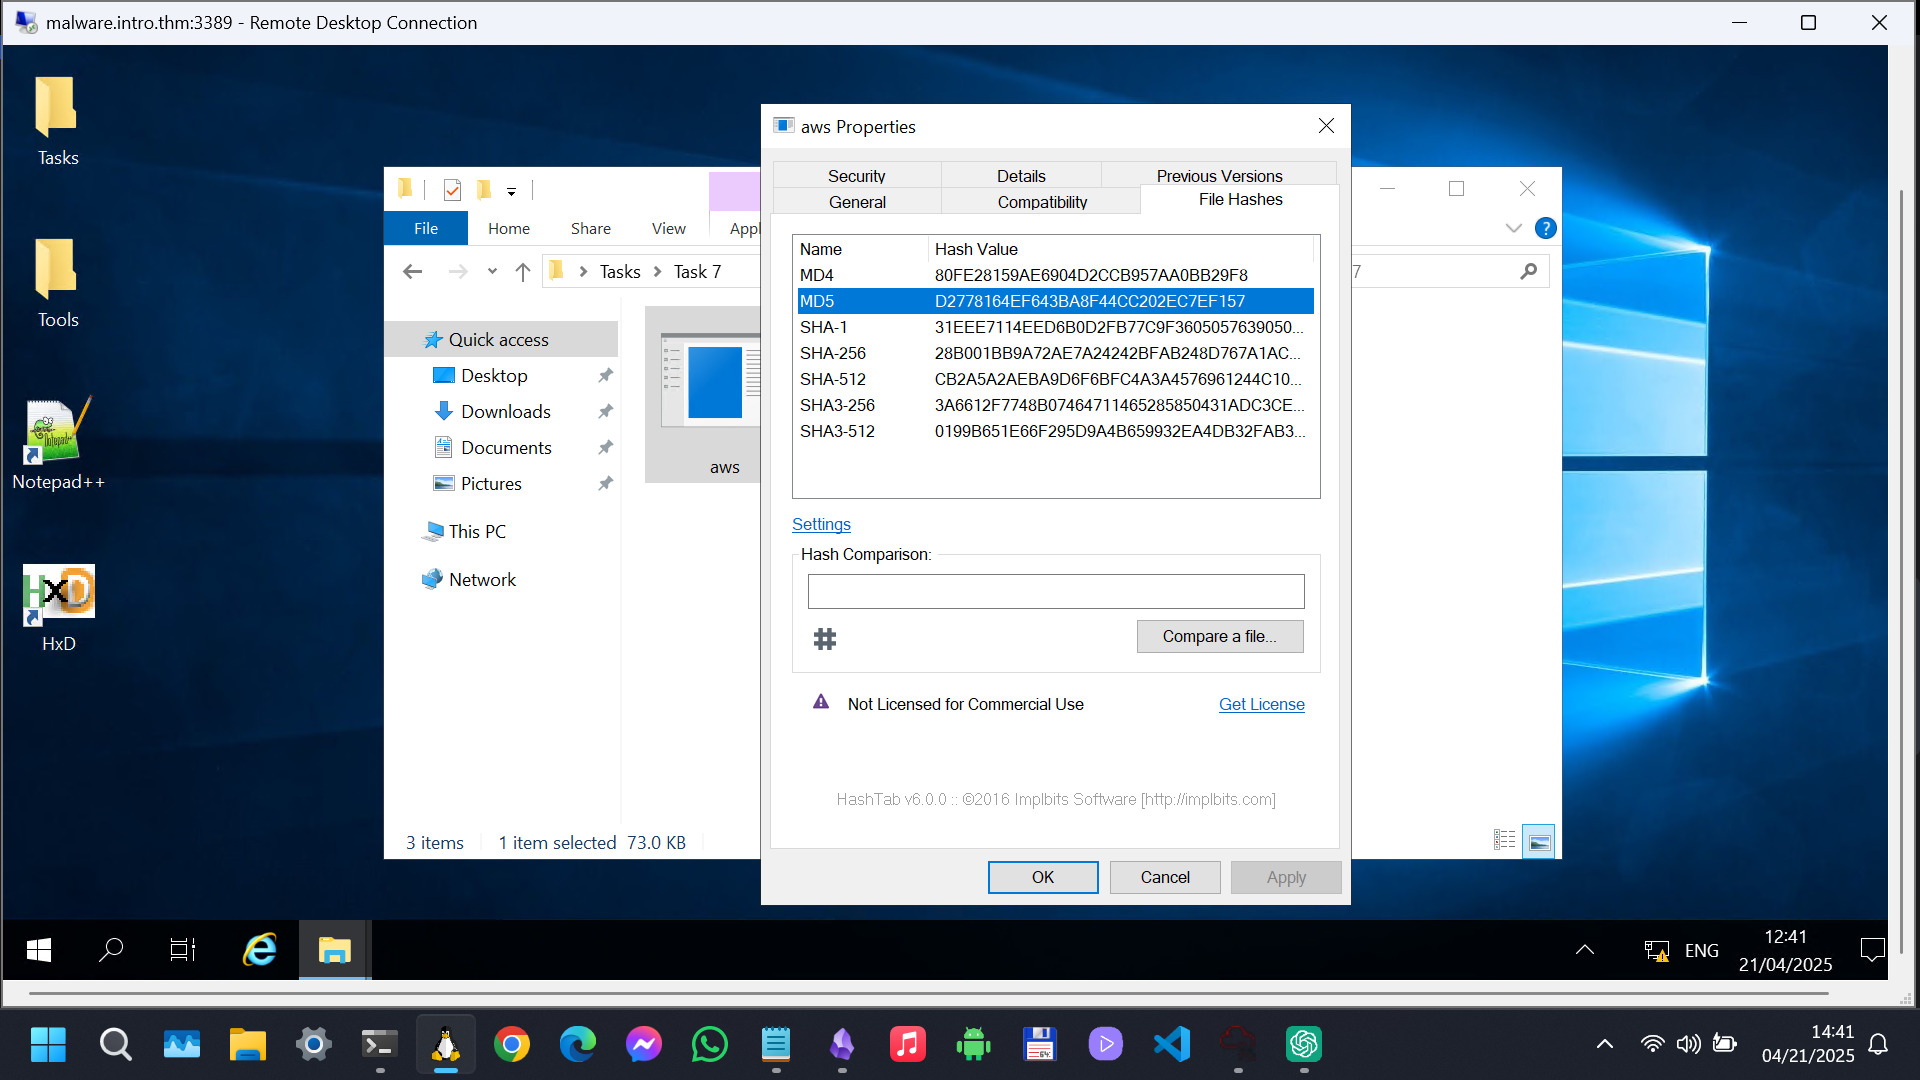 malware.intro.thm:3389 - Remote Desktop Connection
Tasks
Tools
Notepad++
HxD
File
Home
Share
View
Appl
Tasks
Task 7
7
Quick access
Desktop
Downloads
Documents
Pictures
This PC
Network
aws
3 items
1 item selected 73.0 KB
aws Properties
Security
Details
Previous Versions
General
Compatibility
File Hashes
Name Hash Value
MD4 80FE28159AE6904D2CCB957AA0BB29F8
MD5 D2778164EF643BA8F44CC202EC7EF157
SHA-1 31EEE7114EED6B0D2FB77C9F3605057639050...
SHA-256 28B001BB9A72AE7A24242BFAB248D767A1AC...
SHA-512 CB2A5A2AEBA9D6F6BFC4A3A4576961244C10...
SHA3-256 3A6612F7748B07464711465285850431ADC3CE...
SHA3-512 0199B651E66F295D9A4B659932EA4DB32FAB3...
Settings
Hash Comparison:
Compare a file...
Not Licensed for Commercial Use
Get License
HashTab v6.0.0 :: ©2016 Implbits Software [http://implbits.com]
OK
Cancel
Apply
ENG
12:41
21/04/2025
14:41
04/21/2025